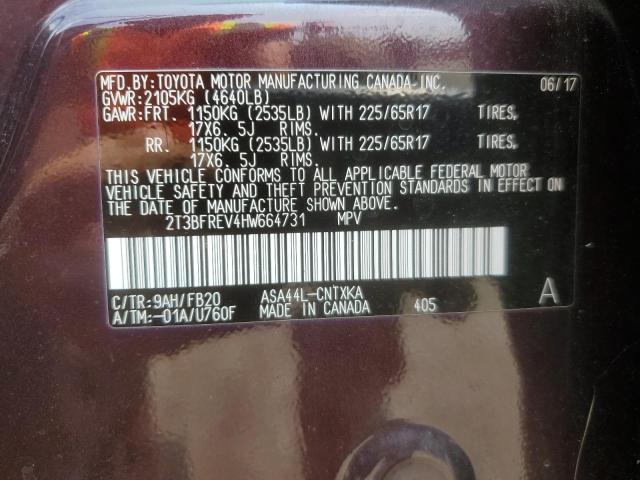 MFD.BY:TOYOTA MOTOR MANUFACTURING CANADA-INC. 06/17
GVWR:2105KG (4640LB)
GAWR:FRT. 1150KG (2535LB) WITH 225/65R17 TIRES,
17X6. 5J RIMS.
RR. 1150KG (2535LB) WITH 225/65R17 TIRES,
17X6. 5J RIMS.
THIS VEHICLE CONFORMS TO ALL APPLICABLE FEDERAL MOTOR
VEHICLE SAFETY AND THEFT PREVENTION STANDARDS IN EFFECT ON
THE DATE OF MANUFACTURE SHOWN ABOVE.
2T3BFREV4HW664731 MPV
C/TR:9AH/FB20 ASA44L-CNTXKA A
A/TM:-01A/U760F MADE IN CANADA 405